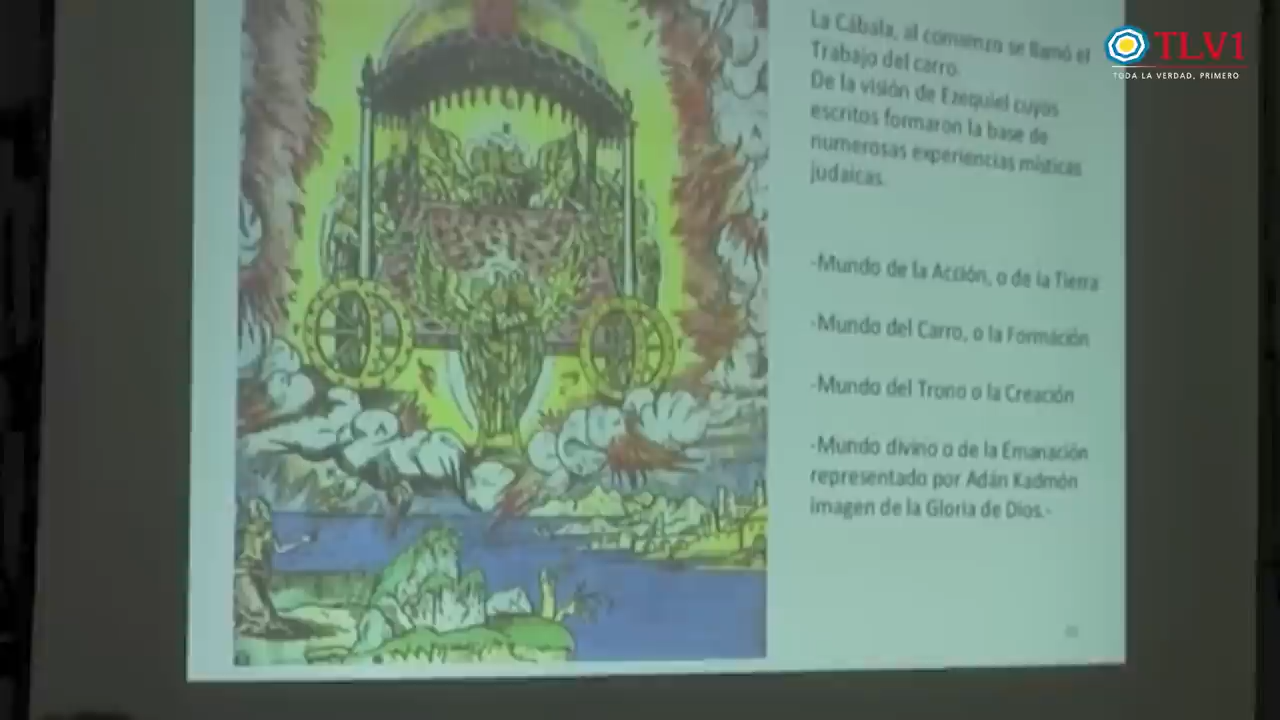 TLV1
TODA LA VERDAD, PRIMERO
La Cábala, al comienzo se llamó el
Trabajo del carro.
De la visión de Ezequiel cuyos
escritos formaron la base de
numerosas experiencias místicas
judaicas.
-Mundo de la Acción, o de la Tierra
-Mundo del Carro, o la Formación
-Mundo del Trono o la Creación
-Mundo divino o de la Emanación
representado por Adán Kadmón
imagen de la Gloria de Dios.-